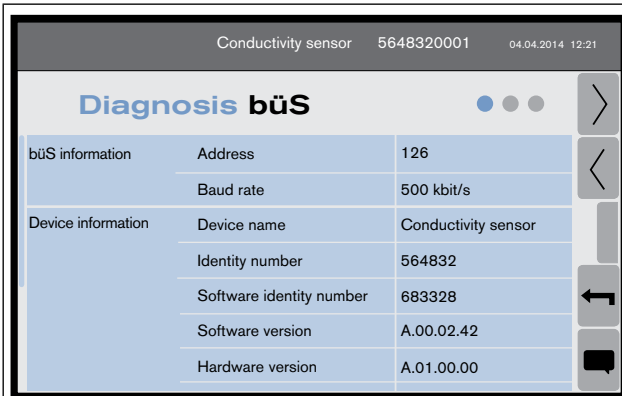 Conductivity sensor 5648320001 04.04.2014 12:21
Diagnosis büS
büS information Address 126
Baud rate 500 kbit/s
Device information Device name Conductivity sensor
Identity number 564832
Software identity number 683328
Software version A.00.02.42
Hardware version A.01.00.00